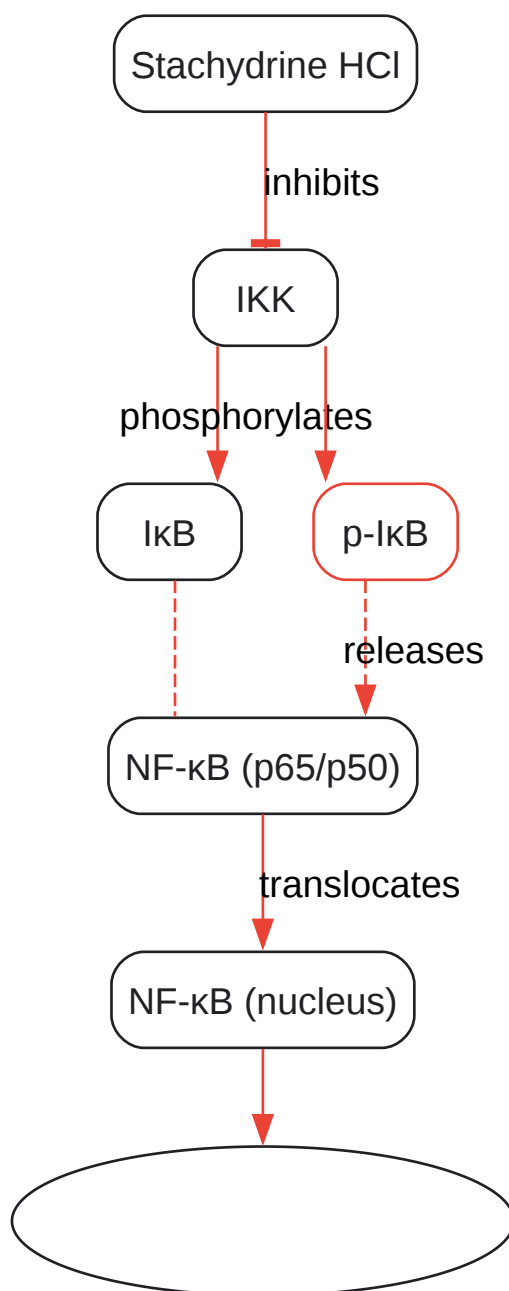 Stachydrine HCl
inhibits
IKK
phosphorylates
IκB
p-IκB
releases
NF-κB (p65/p50)
translocates
NF-κB (nucleus)